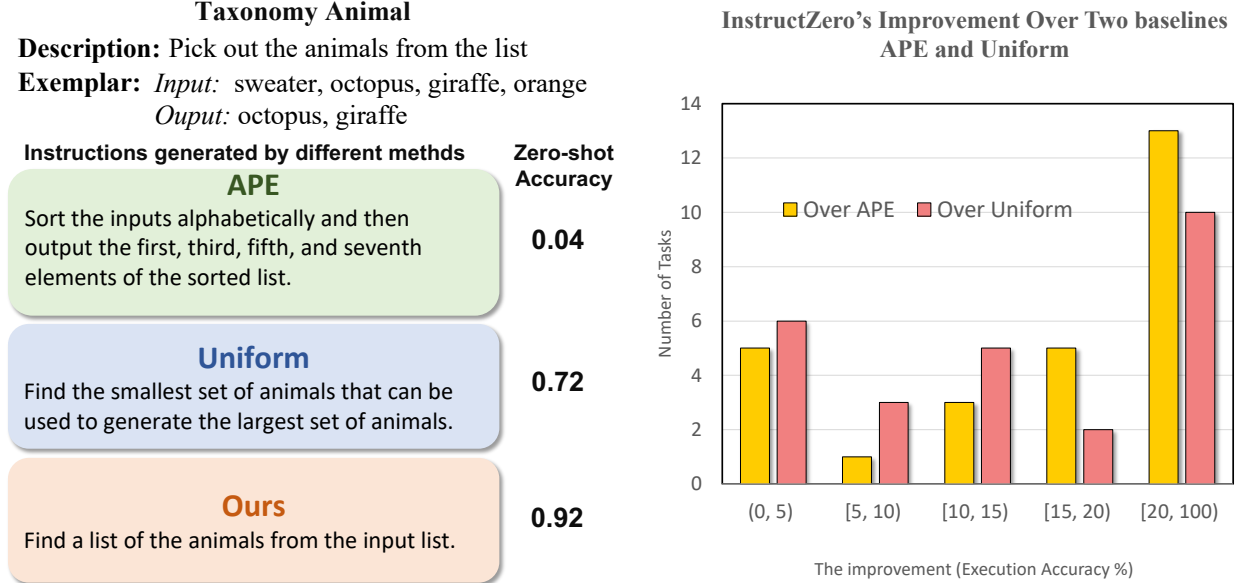 Taxonomy Animal
Description: Pick out the animals from the list
Exemplar: Input: sweater, octopus, giraffe, orange
Ouput: octopus, giraffe
Instructions generated by different methds
Zero-shot
Accuracy
APE
Sort the inputs alphabetically and then
output the first, third, fifth, and seventh
elements of the sorted list.
0.04
Uniform
Find the smallest set of animals that can be
used to generate the largest set of animals.
0.72
Ours
Find a list of the animals from the input list.
0.92
InstructZero's Improvement Over Two baselines
APE and Uniform
Number of Tasks
14
12
10
8
6
4
2
0
Over APE
Over Uniform
(0, 5)
[5, 10)
[10, 15)
[15, 20)
[20, 100)
The improvement (Execution Accuracy %)